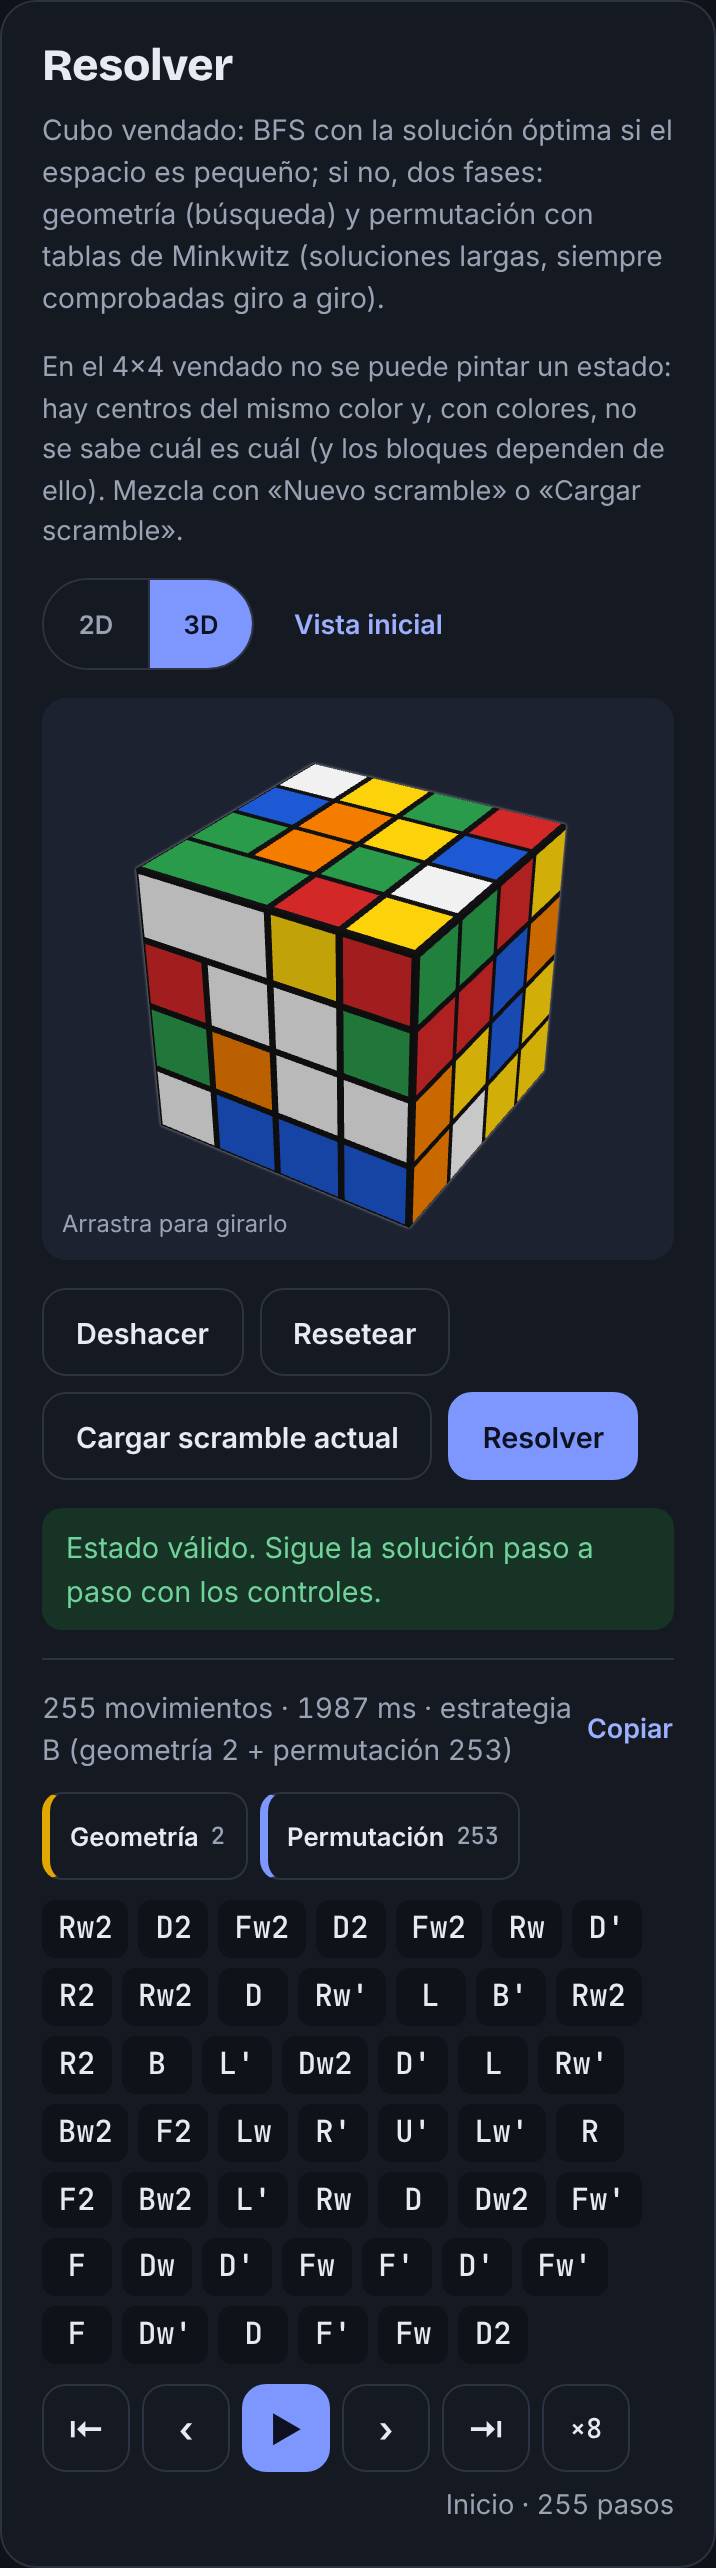 Resolver
Cubo vendado: BFS con la solución óptima si el
espacio es pequeño; si no, dos fases:
geometría (búsqueda) y permutación con
tablas de Minkwitz (soluciones largas, siempre
comprobadas giro a giro).
En el 4×4 vendado no se puede pintar un estado:
hay centros del mismo color y, con colores, no
se sabe cuál es cuál (y los bloques dependen de
ello). Mezcla con «Nuevo scramble» o «Cargar
scramble».
2D 3D Vista inicial
Arrastra para girarlo
Deshacer Resetear
Cargar scramble actual Resolver
Estado válido. Sigue la solución paso a
paso con los controles.
255 movimientos · 1987 ms · estrategia
B (geometría 2 + permutación 253)
Copiar
Geometría 2 Permutación 253
Rw2 D2 Fw2 D2 Fw2 Rw D'
R2 Rw2 D Rw' L B' Rw2
R2 B L' Dw2 D' L Rw'
Bw2 F2 Lw R' U' Lw' R
F2 Bw2 L' Rw D Dw2 Fw'
F Dw D' Fw F' D' Fw'
F Dw' D F' Fw D2
×8
Inicio · 255 pasos